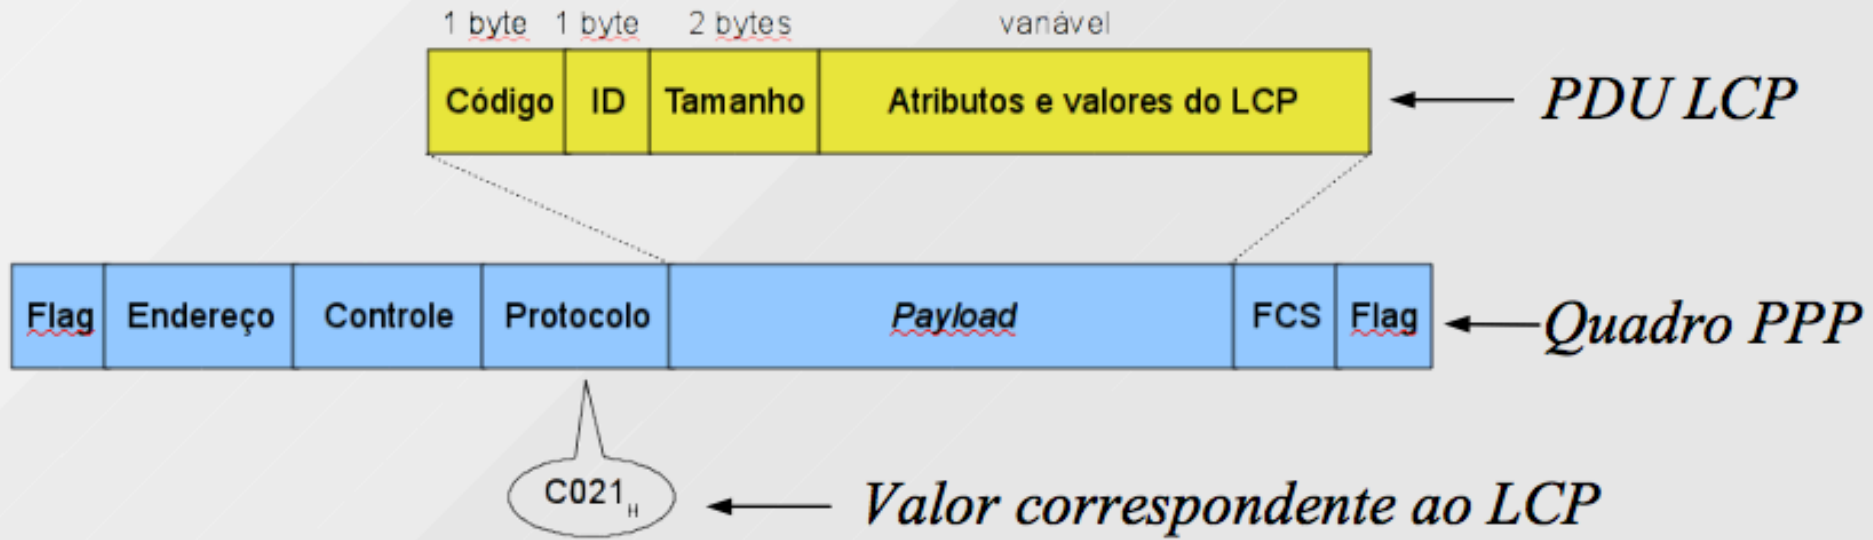 1 byte 1 byte 2 bytes vanável
Código ID Tamanho Atributos e valores do LCP PDU LCP
Flag Endereço Controle Protocolo Payload FCS Flag Quadro PPP
C021H Valor correspondente ao LCP